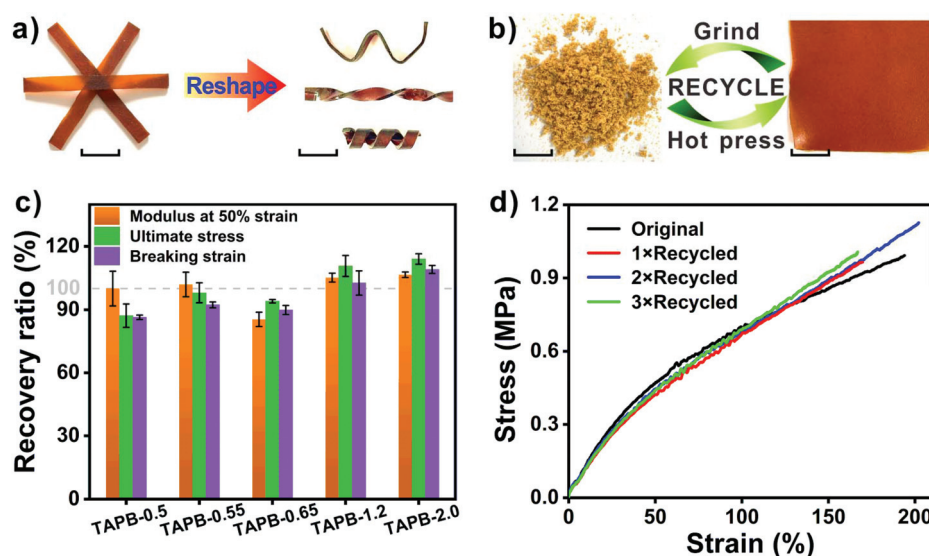 a)
Reshape
b)
Grind
RECYCLE
Hot press
c)
Recovery ratio (%)
120
100
90
60
30
0
Modulus at 50% strain
Ultimate stress
Breaking strain
TAPB-0.5
TAPB-0.55
TAPB-0.65
TAPB-1.2
TAPB-2.0
d)
Stress (MPa)
1.2
0.9
0.6
0.3
0.0
Original
1×Recycled
2×Recycled
3×Recycled
0
50
100
150
200
Strain (%)